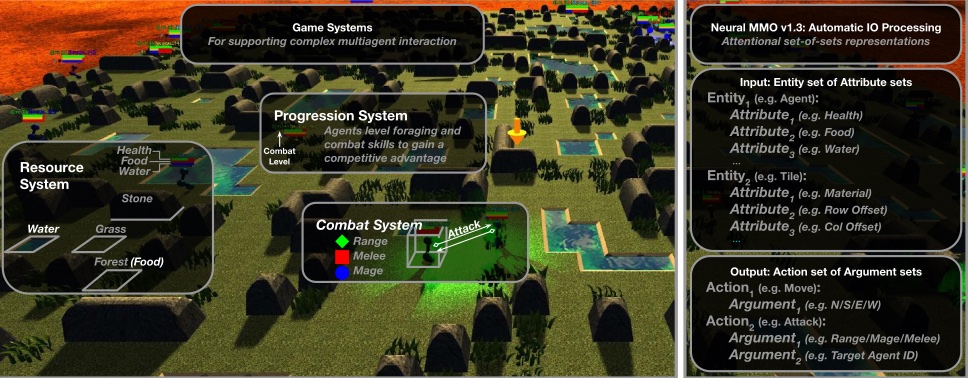 Game Systems
For supporting complex multiagent interaction
Progression System
Agents level foraging and
combat skills to gain a
competitive advantage
Combat
Level
Resource
System
Health
Food
Water
Stone
Water
Grass
Forest (Food)
Combat System
Range
Melee
Mage
Attack
Neural MMO v1.3: Automatic IO Processing
Attentional set-of-sets representations
Input: Entity set of Attribute sets
Entity1 (e.g. Agent):
Attribute1 (e.g. Health)
Attribute2 (e.g. Food)
Attribute3 (e.g. Water)
...
Entity2 (e.g. Tile):
Attribute1 (e.g. Material)
Attribute2 (e.g. Row Offset)
Attribute3 (e.g. Col Offset)
...
Output: Action set of Argument sets
Action1 (e.g. Move):
Argument1 (e.g. N/S/E/W)
Action2 (e.g. Attack):
Argument1 (e.g. Range/Mage/Melee)
Argument2 (e.g. Target Agent ID)